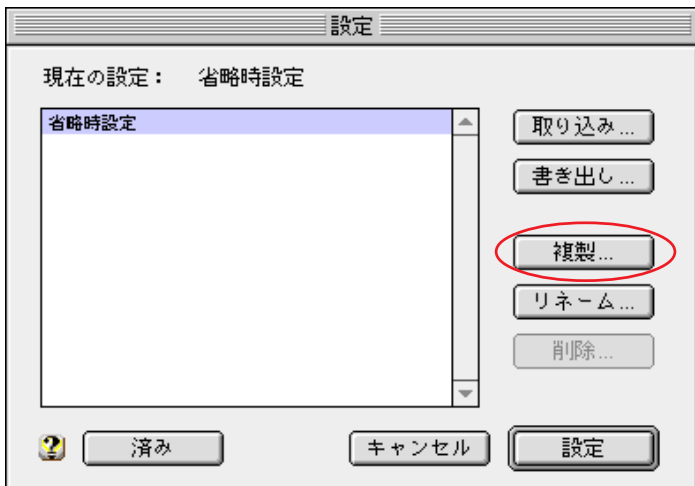 設定
現在の設定： 省略時設定
省略時設定
取り込み...
書き出し...
複製...
リネーム...
削除...
?
済み
キャンセル
設定